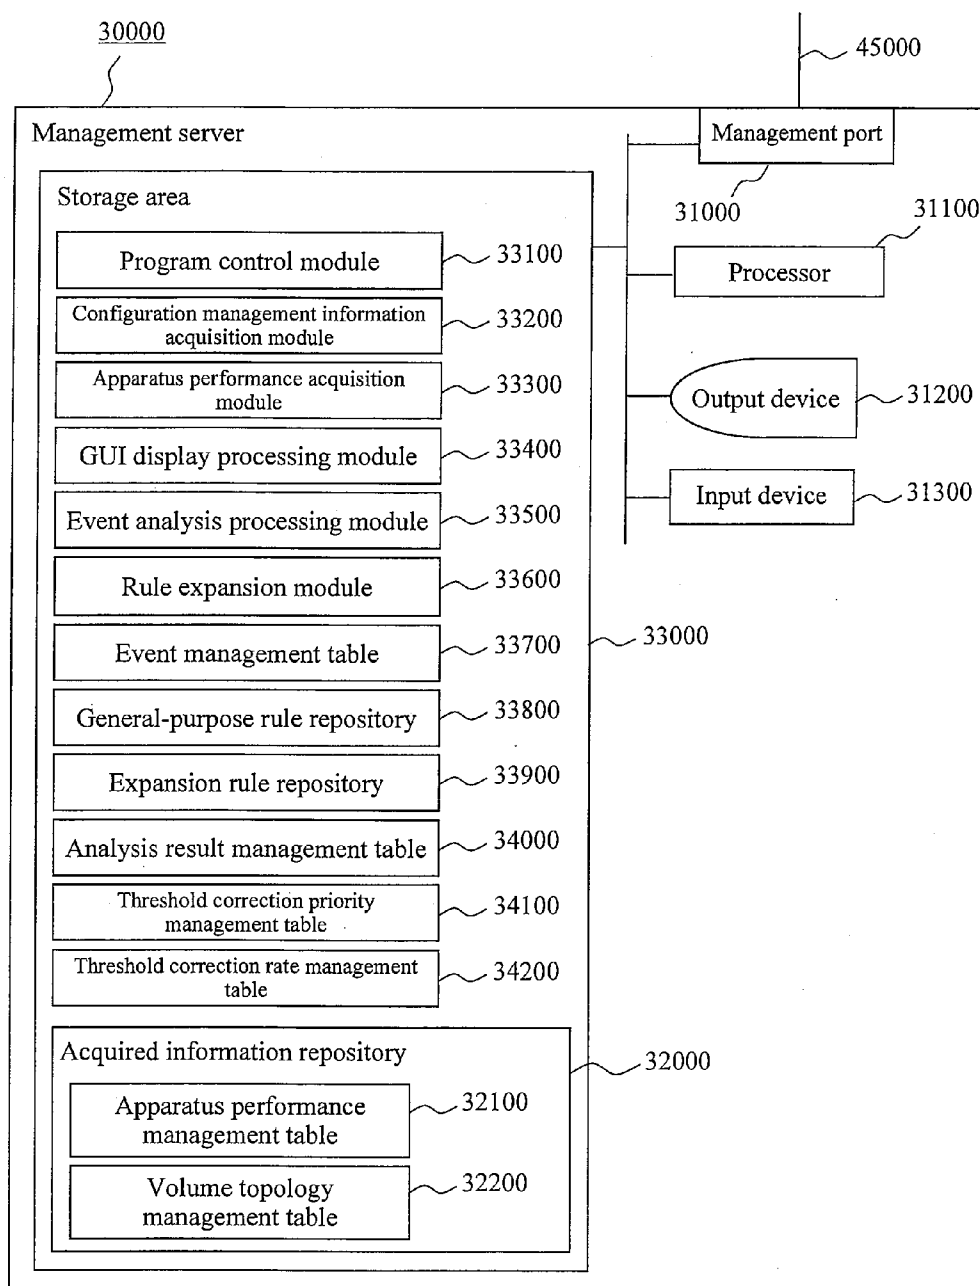 30000
45000
Management server
Management port
31000
Storage area
31100
Program control module
33100
Processor
Configuration management information
acquisition module
33200
Apparatus performance acquisition
module
33300
Output device
31200
GUI display processing module
33400
Input device
31300
Event analysis processing module
33500
Rule expansion module
33600
33000
Event management table
33700
General-purpose rule repository
33800
Expansion rule repository
33900
Analysis result management table
34000
Threshold correction priority
management table
34100
Threshold correction rate management
table
34200
Acquired information repository
32000
Apparatus performance
management table
32100
Volume topology
management table
32200